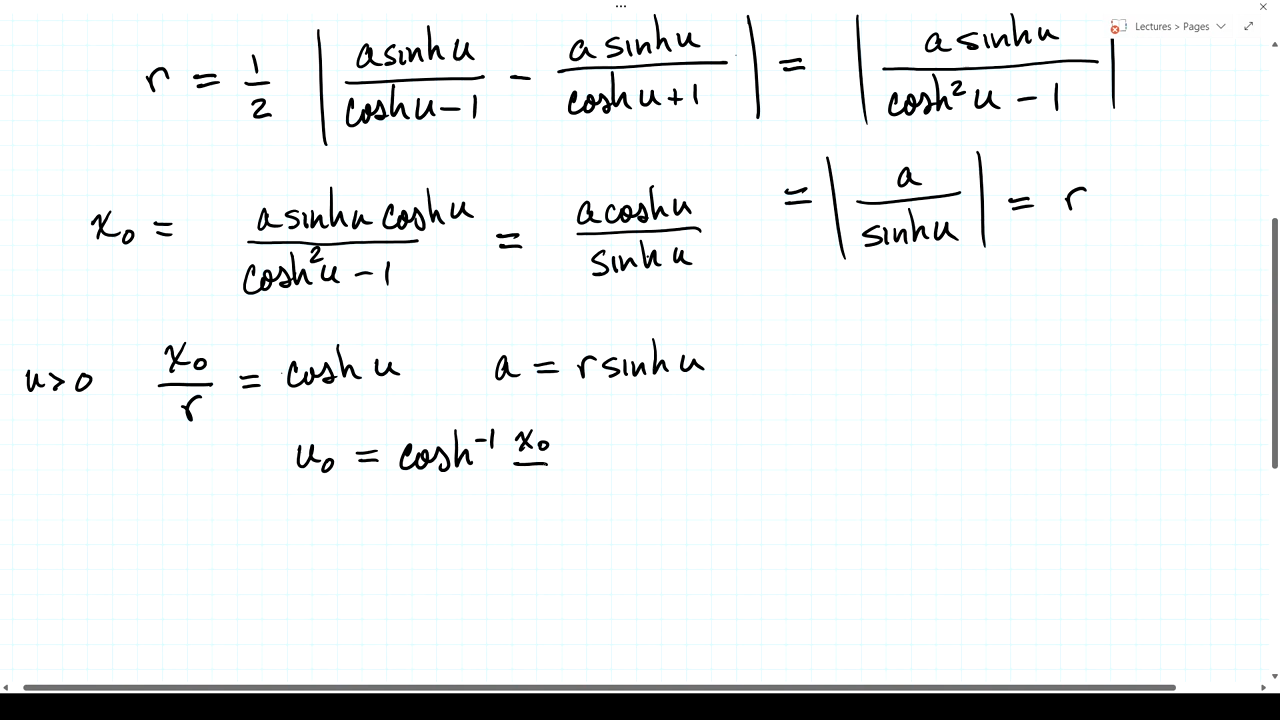 Lectures > Pages
r = 1/2 | a sinh u / (cosh u − 1) − a sinh u / (cosh u + 1) | = | a sinh u / (cosh² u − 1) |
x₀ = a sinh u cosh u / (cosh² u − 1) = a cosh u / sinh u
= | a / sinh u | = r
u > 0 x₀ / r = cosh u a = r sinh u
u₀ = cosh⁻¹ x₀ /